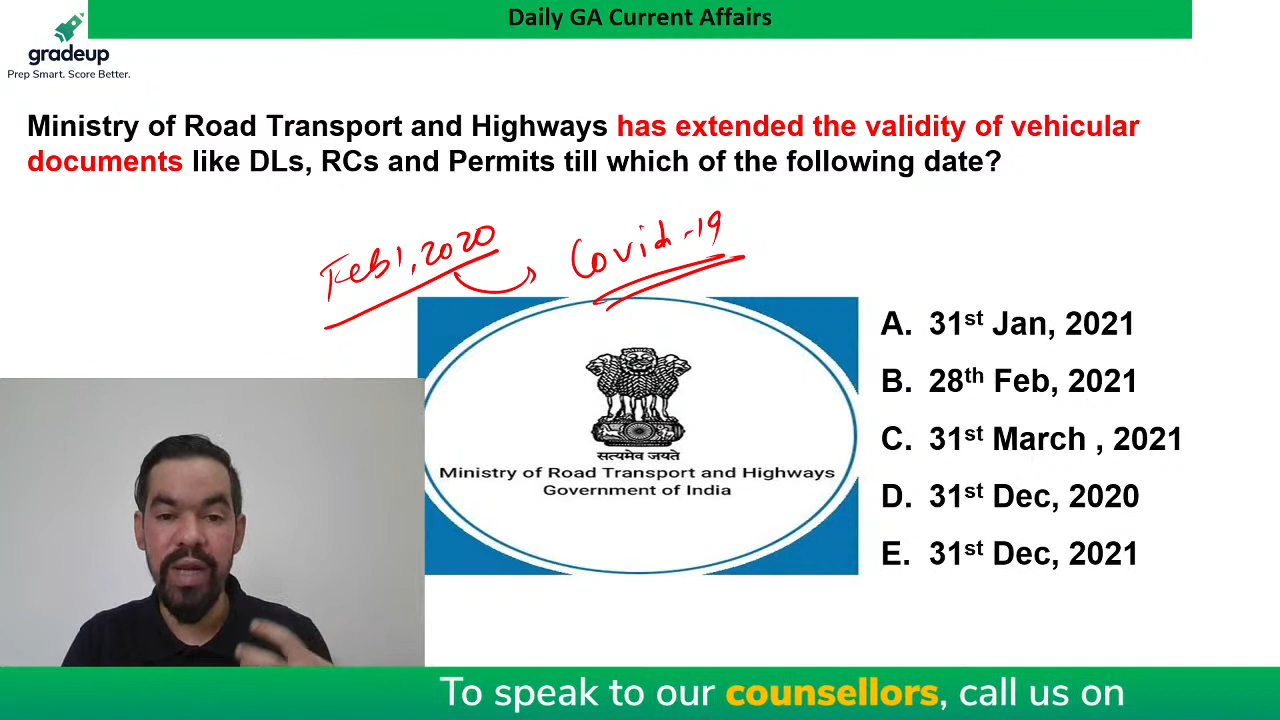 Daily GA Current Affairs
gradeup
Prep Smart. Score Better.
Ministry of Road Transport and Highways has extended the validity of vehicular
documents like DLs, RCs and Permits till which of the following date?
Feb 1, 2020
Covid-19
सत्यमेव जयते
Ministry of Road Transport and Highways
Government of India
A. 31st Jan, 2021
B. 28th Feb, 2021
C. 31st March , 2021
D. 31st Dec, 2020
E. 31st Dec, 2021
To speak to our counsellors, call us on